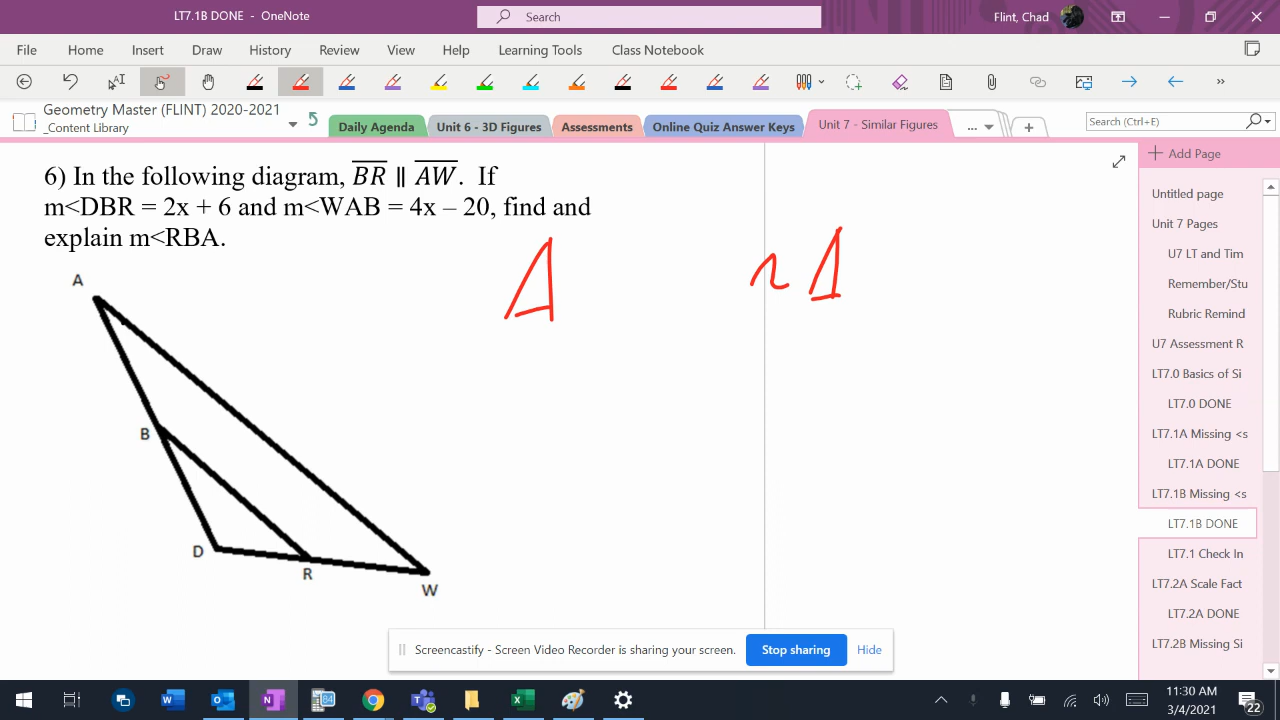 LT7.1B DONE - OneNote
Search
Flint, Chad
File Home Insert Draw History Review View Help Learning Tools Class Notebook
Geometry Master (FLINT) 2020-2021
_Content Library
Daily Agenda
Unit 6 - 3D Figures
Assessments
Online Quiz Answer Keys
Unit 7 - Similar Figures
...
Search (Ctrl+E)
Add Page
6) In the following diagram, BR ∥ AW. If
m<DBR = 2x + 6 and m<WAB = 4x – 20, find and
explain m<RBA.
Δ ~ Δ
A
B
D
R
W
Untitled page
Unit 7 Pages
U7 LT and Tim
Remember/Stu
Rubric Remind
U7 Assessment R
LT7.0 Basics of Si
LT7.0 DONE
LT7.1A Missing <s
LT7.1A DONE
LT7.1B Missing <s
LT7.1B DONE
LT7.1 Check In
LT7.2A Scale Fact
LT7.2A DONE
LT7.2B Missing Si
Screencastify - Screen Video Recorder is sharing your screen.
Stop sharing
Hide
84
11:30 AM
3/4/2021
22